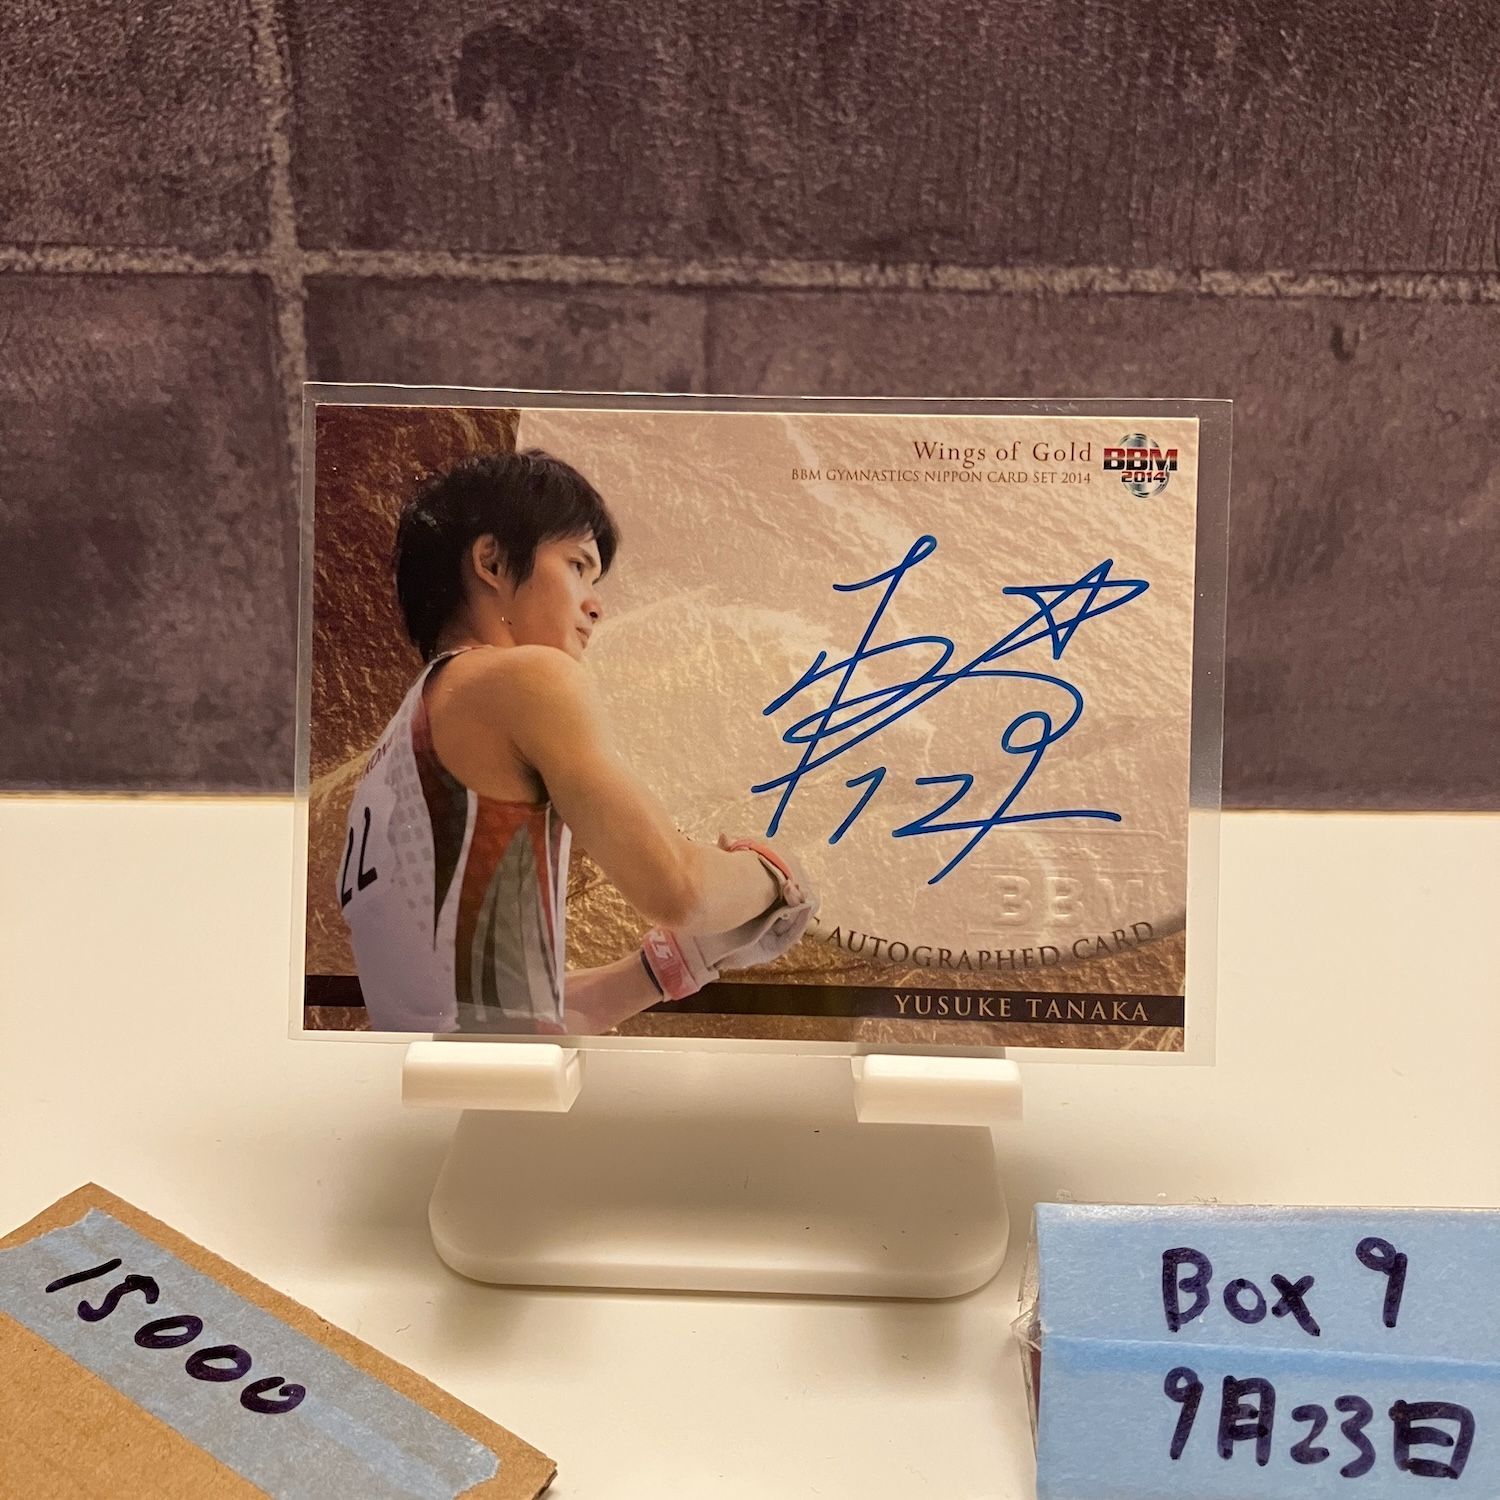 Wings of Gold
BBM GYMNASTICS NIPPON CARD SET 2014
BBM
2014
BBM
AUTOGRAPHED CARD
YUSUKE TANAKA
15000
Box 9
9月23日